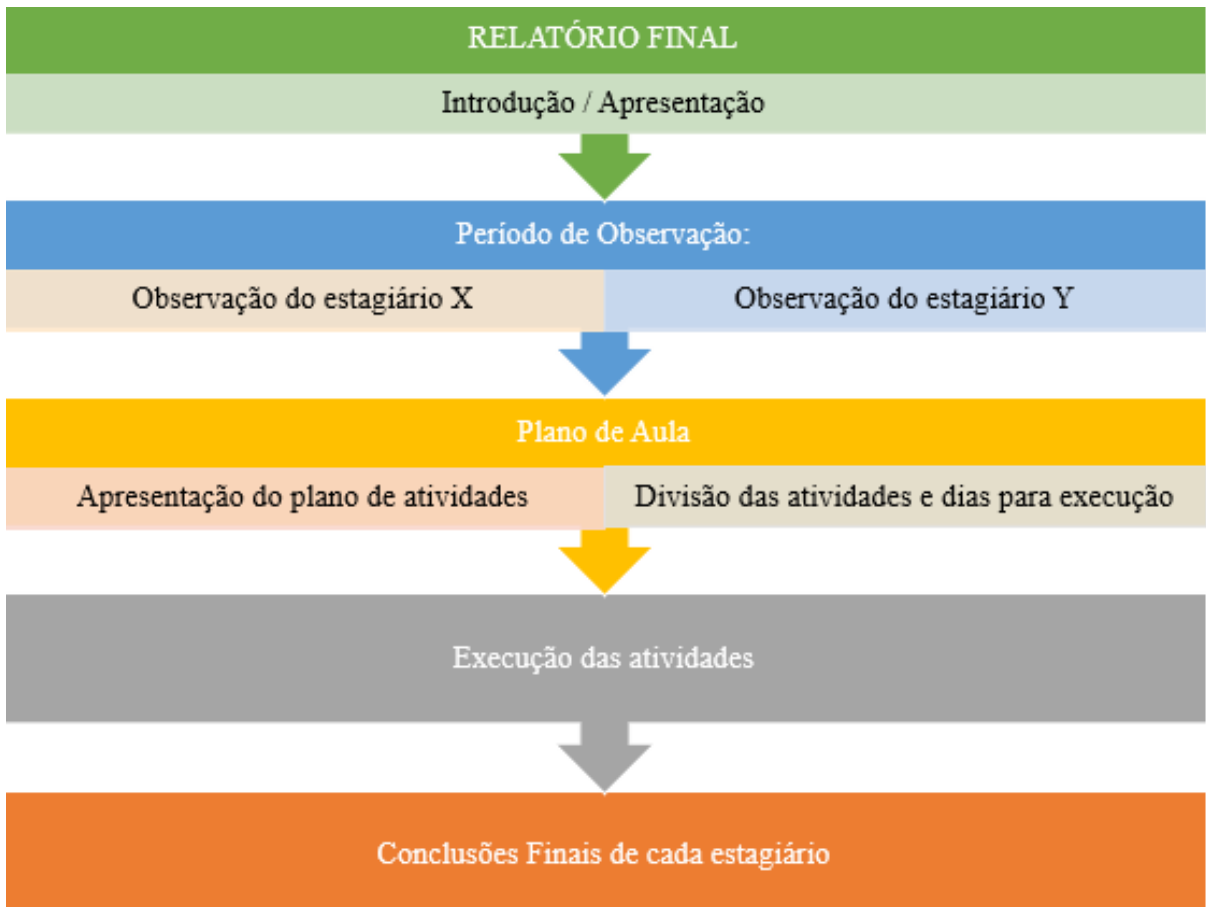 RELATÓRIO FINAL
Introdução / Apresentação
Período de Observação:
Observação do estagiário X
Observação do estagiário Y
Plano de Aula
Apresentação do plano de atividades
Divisão das atividades e dias para execução
Execução das atividades
Conclusões Finais de cada estagiário